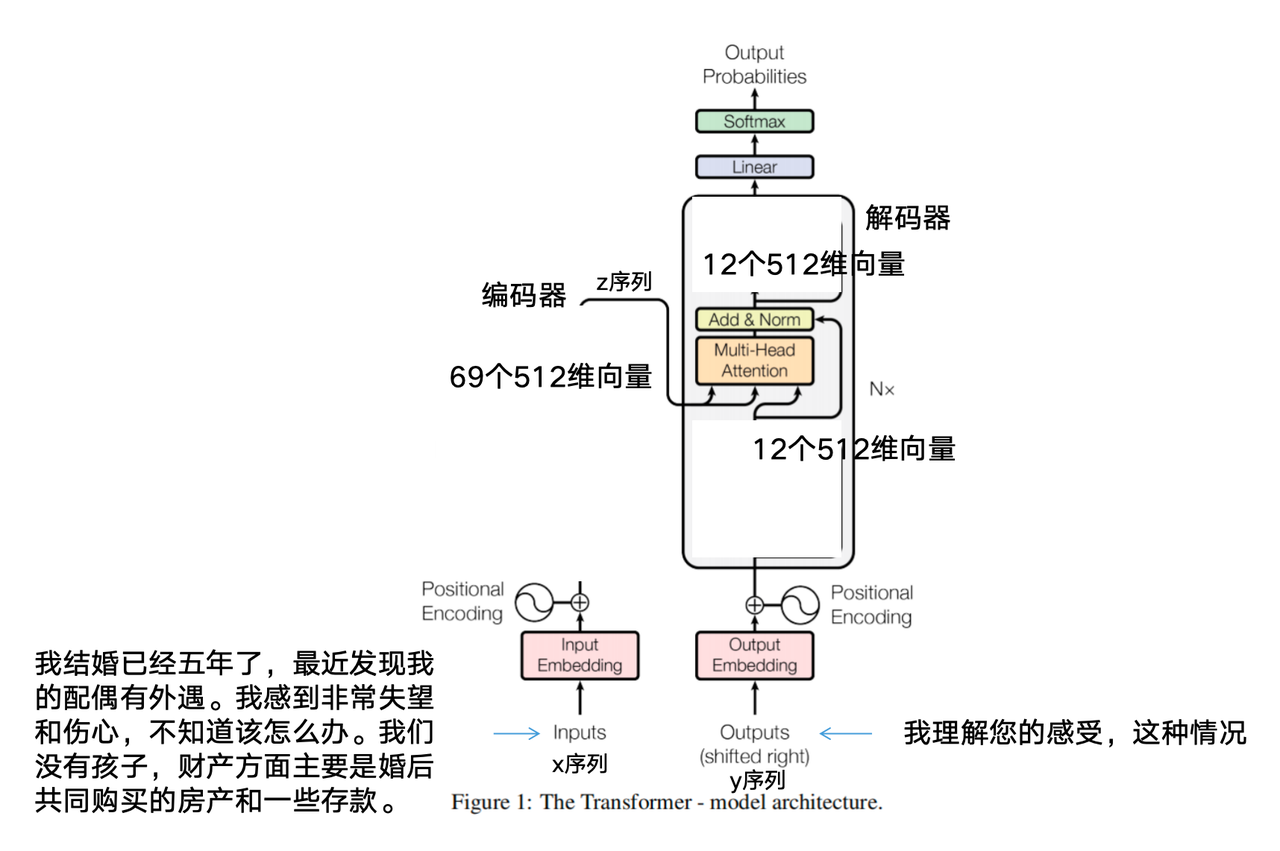 Output
Probabilities
Softmax
Linear
解码器
12个512维向量
z序列
编码器
Add & Norm
Multi-Head
Attention
69个512维向量
N×
12个512维向量
Positional
Encoding
Positional
Encoding
Input
Embedding
Output
Embedding
我结婚已经五年了，最近发现我
的配偶有外遇。我感到非常失望
和伤心，不知道该怎么办。我们
没有孩子，财产方面主要是婚后
共同购买的房产和一些存款。
Inputs
x序列
Outputs
(shifted right)
y序列
我理解您的感受，这种情况
Figure 1: The Transformer - model architecture.